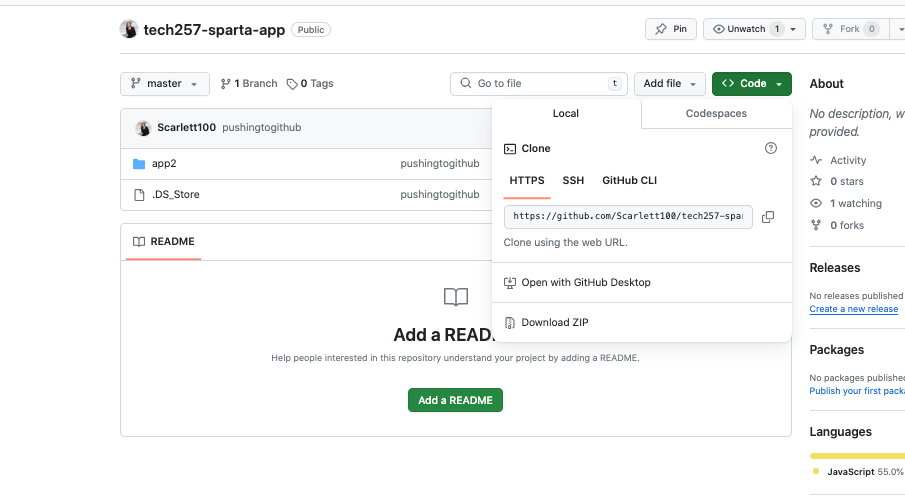 tech257-sparta-app Public
Pin
Unwatch 1
Fork 0
master
1 Branch
0 Tags
Go to file t
Add file
<> Code
Scarlett100 pushingtogithub
app2 pushingtogithub
.DS_Store pushingtogithub
README
Add a READ
Help people interested in this repository understand your project by adding a README.
Add a README
Local
Codespaces
Clone
HTTPS
SSH
GitHub CLI
https://github.com/Scarlett100/tech257-spar
Clone using the web URL.
Open with GitHub Desktop
Download ZIP
About
No description, w
provided.
Activity
0 stars
1 watching
0 forks
Releases
No releases published
Create a new release
Packages
No packages published
Publish your first packa
Languages
JavaScript 55.0%